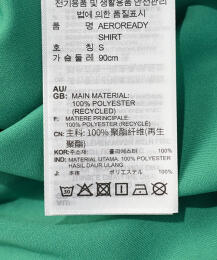 전기용품 및 생활용품 안전관리
법에 의한 품질표시
품 명 AEROREADY
SHIRT
호 칭 S
가 슴 둘 레 90cm
AU/
GB: MAIN MATERIAL:
100% POLYESTER
(RECYCLED)
F: MATIERE PRINCIPALE:
100% POLYESTER (RECYCLÉ)
CN: 主料: 100% 聚酯纤维(再生
聚酯)
KOR: 주소재: 폴리에스터 100%
IND: MATERIAL UTAMA: 100% POLYESTER
HASIL DAUR ULANG
よ: 本体 ポリエステル 100%